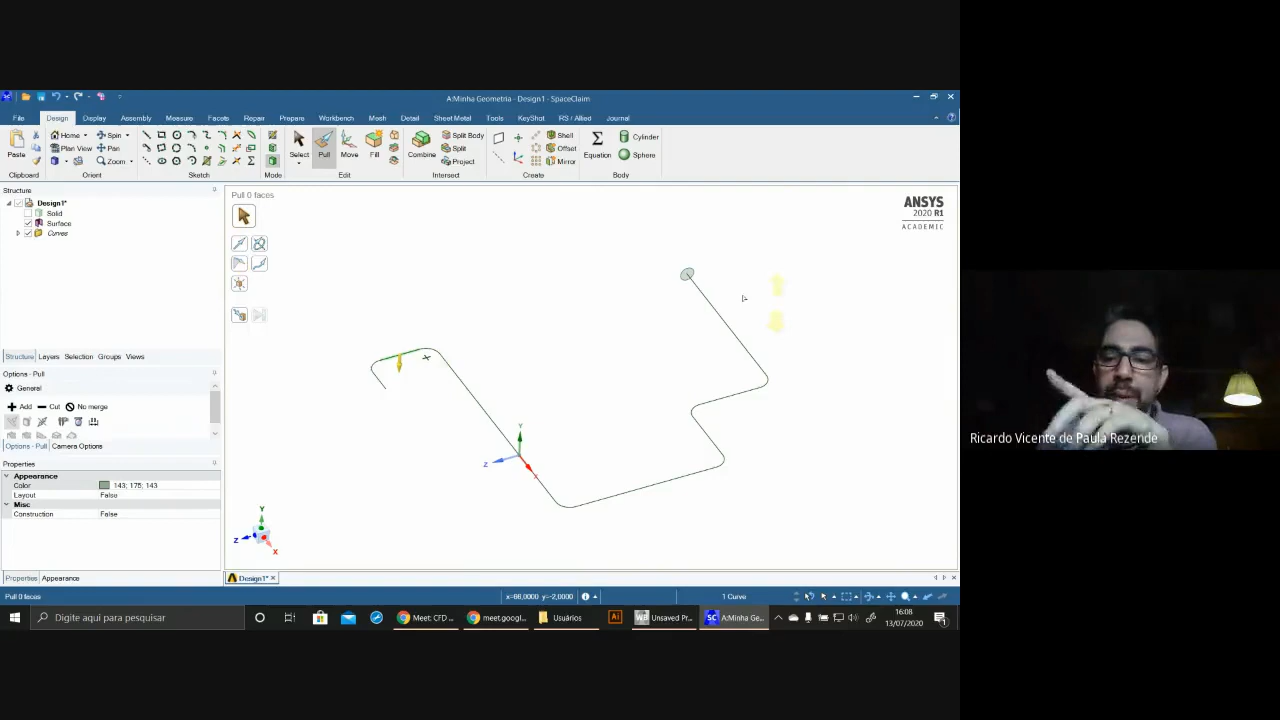 A:Minha Geometria - Design1 - SpaceClaim
File Design Display Assembly Measure Facets Repair Prepare Workbench Mesh Detail Sheet Metal Tools KeyShot RS / Allied Journal
Home Spin Split Body Shell Cylinder
Paste Plan View Pan Select Pull Move Fill Combine Split Offset Equation Sphere
Zoom Project Mirror
Clipboard Orient Sketch Mode Edit Intersect Create Body
Structure
Design1*
Solid
Surface
Curves
Structure Layers Selection Groups Views
Options - Pull
General
Add Cut No merge
Options - Pull Camera Options
Properties
Appearance
Color 143; 175; 143
Layout False
Misc
Construction False
Properties Appearance
Pull 0 faces
ANSYS
2020 R1
ACADEMIC
Y
Z
X
Y
Z
X
Design1*
Pull 0 faces x=66,0000 y=-2,0000 1 Curve
Digite aqui para pesquisar
Meet: CFD ...
meet.googl...
Usuários
Ai
WB Unsaved Pr...
SC A:Minha Ge...
16:08
13/07/2020
Ricardo Vicente de Paula Rezende